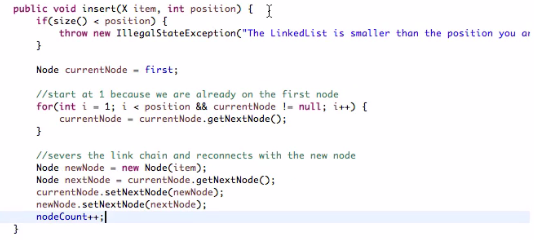 public void insert(X item, int position) {
if(size() < position) {
throw new IllegalStateException("The LinkedList is smaller than the position you
}
Node currentNode = first;
//start at 1 because we are already on the first node
for(int i = 1; i < position && currentNode != null; i++) {
currentNode = currentNode.getNextNode();
}
//severs the link chain and reconnects with the new node
Node newNode = new Node(item);
Node nextNode = currentNode.getNextNode();
currentNode.setNextNode(newNode);
newNode.setNextNode(nextNode);
nodeCount++;
}